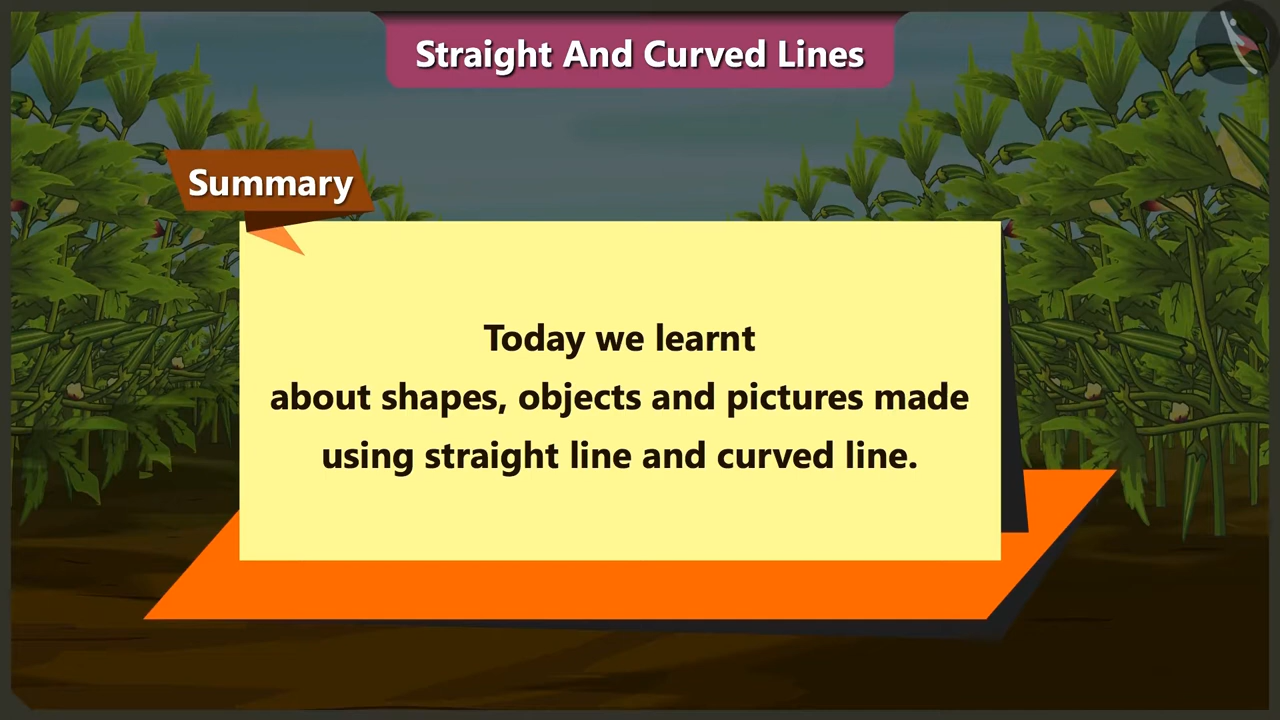 Straight And Curved Lines
Summary
Today we learnt
about shapes, objects and pictures made
using straight line and curved line.